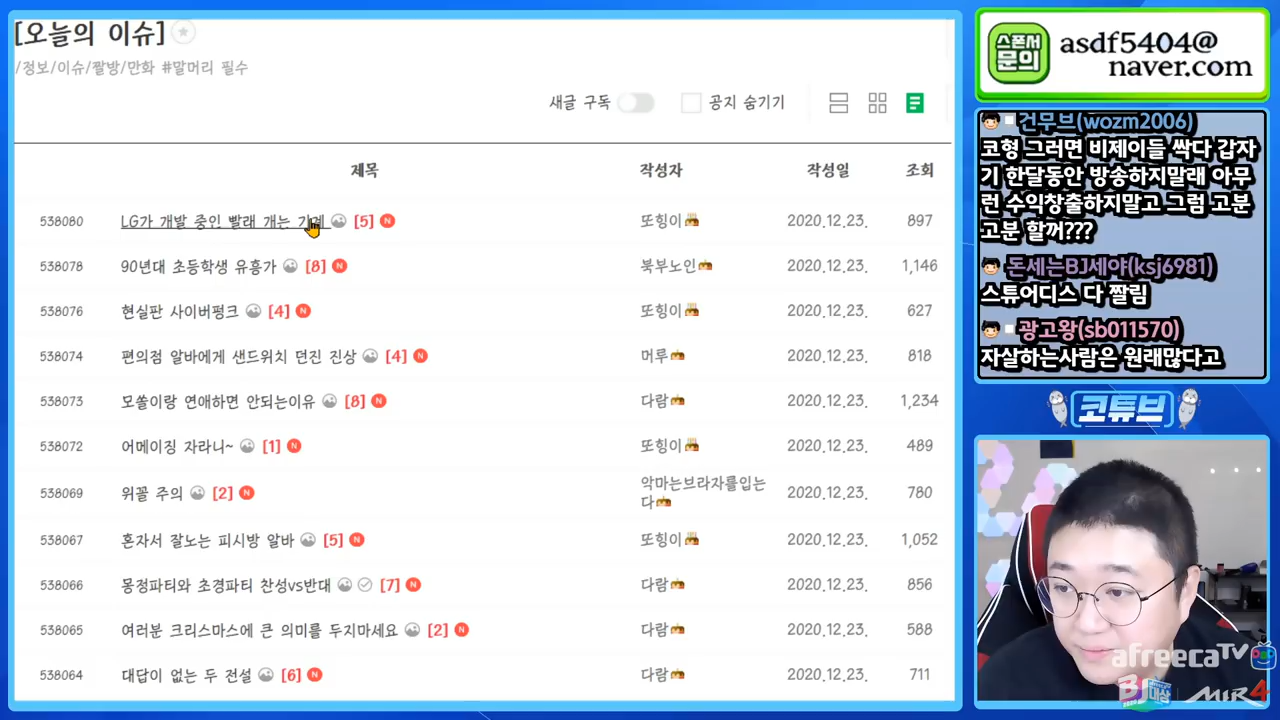 [오늘의 이슈]
/정보/이슈/짤방/만화 #말머리 필수
새글 구독 공지 숨기기
제목 작성자 작성일 조회
538080 LG가 개발 중인 빨래 개는 기계 [5] N 또힝이 2020.12.23. 897
538078 90년대 초등학생 유흥가 [8] N 북부노인 2020.12.23. 1,146
538076 현실판 사이버펑크 [4] N 또힝이 2020.12.23. 627
538074 편의점 알바에게 샌드위치 던진 진상 [4] N 머루 2020.12.23. 818
538073 모쏠이랑 연애하면 안되는이유 [8] N 다람 2020.12.23. 1,234
538072 어메이징 자라니~ [1] N 또힝이 2020.12.23. 489
538069 위꼴 주의 [2] N 악마는브라자를입는
다 2020.12.23. 780
538067 혼자서 잘노는 피시방 알바 [5] N 또힝이 2020.12.23. 1,052
538066 몽정파티와 초경파티 찬성vs반대 [7] N 다람 2020.12.23. 856
538065 여러분 크리스마스에 큰 의미를 두지마세요 [2] N 다람 2020.12.23. 588
538064 대답이 없는 두 전설 [6] N 다람 2020.12.23. 711
스폰서
문의
asdf5404@
naver.com
건무브(wozm2006)
코형 그러면 비제이들 싹다 갑자
기 한달동안 방송하지말래 아무
런 수익창출하지말고 그럼 고분
고분 할꺼???
돈세는BJ세야(ksj6981)
스튜어디스 다 짤림
광고왕(sb011570)
자살하는사람은 원래많다고
코튜브
afreecaTV
BJ대상 MIR4